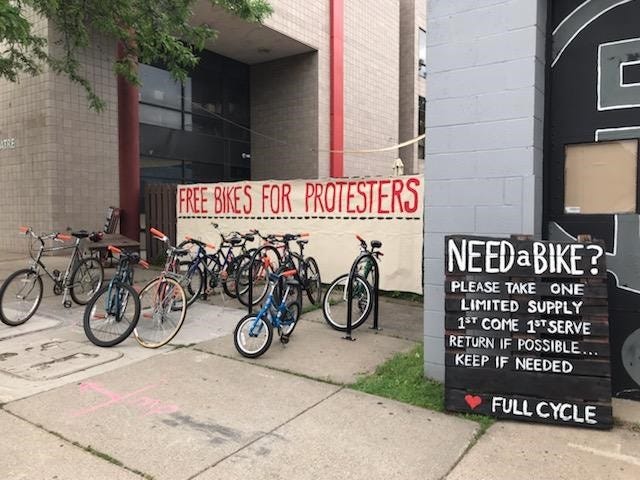 ATRE
FREE BIKES FOR PROTESTERS
NEED a BIKE?
PLEASE TAKE ONE
LIMITED SUPPLY
1ST COME 1ST SERVE
RETURN IF POSSIBLE...
KEEP IF NEEDED
FULL CYCLE